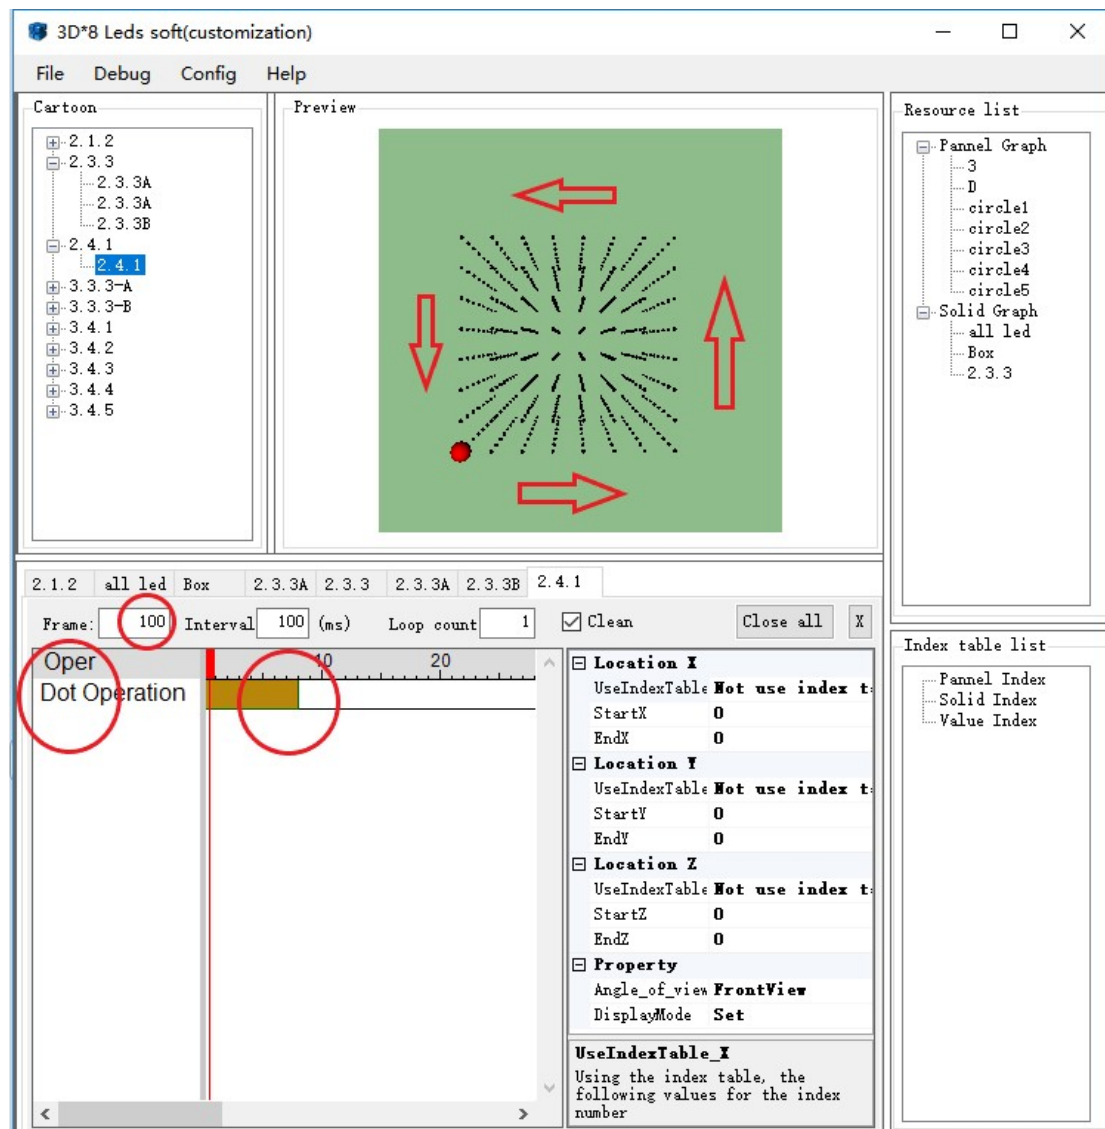 3D*8 Leds soft(customization)
File Debug Config Help
Cartoon
2.1.2
2.3.3
2.3.3A
2.3.3A
2.3.3B
2.4.1
2.4.1
3.3.3-A
3.3.3-B
3.4.1
3.4.2
3.4.3
3.4.4
3.4.5
Preview
Resource list
Pannel Graph
3
D
circle1
circle2
circle3
circle4
circle5
Solid Graph
all led
Box
2.3.3
2.1.2 all led Box 2.3.3A 2.3.3 2.3.3A 2.3.3B 2.4.1
Frame: 100 Interval 100 (ms) Loop count 1 Clean Close all X
Oper 10 20
Dot Operation
Location X
UseIndexTable Not use index t
StartX 0
EndX 0
Location Y
UseIndexTable Not use index t
StartY 0
EndY 0
Location Z
UseIndexTable Not use index t
StartZ 0
EndZ 0
Property
Angle_of_view FrontView
DisplayMode Set
UseIndexTable_X
Using the index table, the
following values for the index
number
Index table list
Pannel Index
Solid Index
Value Index